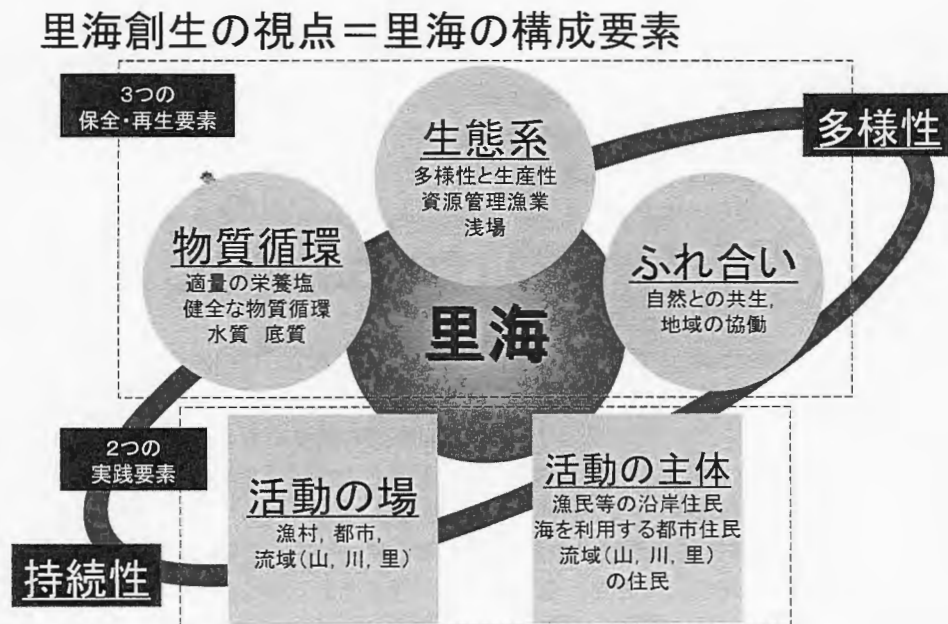 里海創生の視点＝里海の構成要素
3つの
保全・再生要素
生態系
多様性と生産性
資源管理漁業
浅場
多様性
物質循環
適量の栄養塩
健全な物質循環
水質 底質
ふれ合い
自然との共生,
地域の協働
里海
2つの
実践要素
活動の場
漁村, 都市,
流域(山, 川, 里)
活動の主体
漁民等の沿岸住民
海を利用する都市住民
流域(山, 川, 里)
の住民
持続性